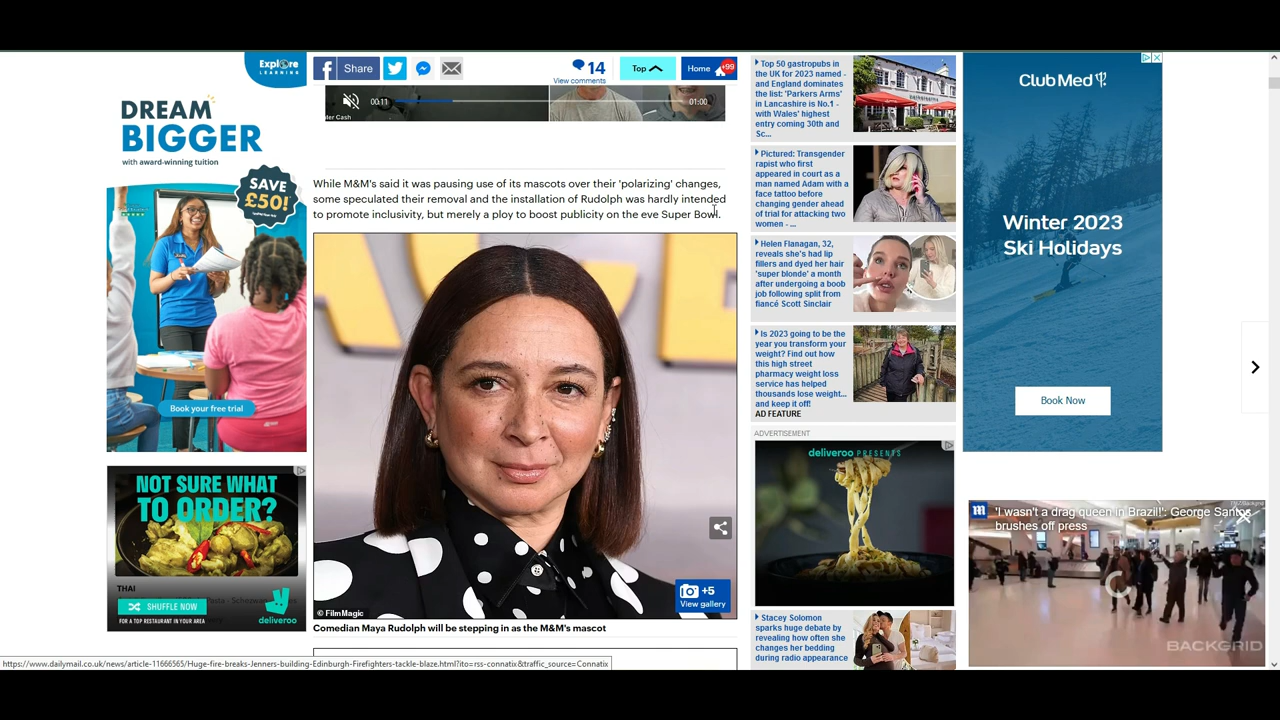 Explore
LEARNING
DREAM
BIGGER
with award-winning tuition
SAVE
£50!
Book your free trial
NOT SURE WHAT
TO ORDER?
THAI
SHUFFLE NOW
FOR A TOP RESTAURANT IN YOUR AREA
deliveroo
Share
14
View comments
Top
Home
+99
00:11
01:00
ler Cash
While M&M's said it was pausing use of its mascots over their 'polarizing' changes,
some speculated their removal and the installation of Rudolph was hardly intended
to promote inclusivity, but merely a ploy to boost publicity on the eve Super Bowl.
+5
View gallery
© FilmMagic
Comedian Maya Rudolph will be stepping in as the M&M's mascot
Top 50 gastropubs in
the UK for 2023 named -
and England dominates
the list: 'Parkers Arms'
in Lancashire is No.1 -
with Wales' highest
entry coming 30th and
Sc...
Pictured: Transgender
rapist who first
appeared in court as a
man named Adam with a
face tattoo before
changing gender ahead
of trial for attacking two
women - ...
Helen Flanagan, 32,
reveals she's had lip
fillers and dyed her hair
'super blonde' a month
after undergoing a boob
job following split from
fiancé Scott Sinclair
Is 2023 going to be the
year you transform your
weight? Find out how
this high street
pharmacy weight loss
service has helped
thousands lose weight...
and keep it off!
AD FEATURE
ADVERTISEMENT
deliveroo PRESENTS
Stacey Solomon
sparks huge debate by
revealing how often she
changes her bedding
during radio appearance
Club Med
Winter 2023
Ski Holidays
Book Now
'I wasn't a drag queen in Brazil!': George Santos
brushes off press
BACKGRID
https://www.dailymail.co.uk/news/article-11666565/Huge-fire-breaks-Jenners-building-Edinburgh-Firefighters-tackle-blaze.html?ito=rss-connatix&traffic_source=Connatix